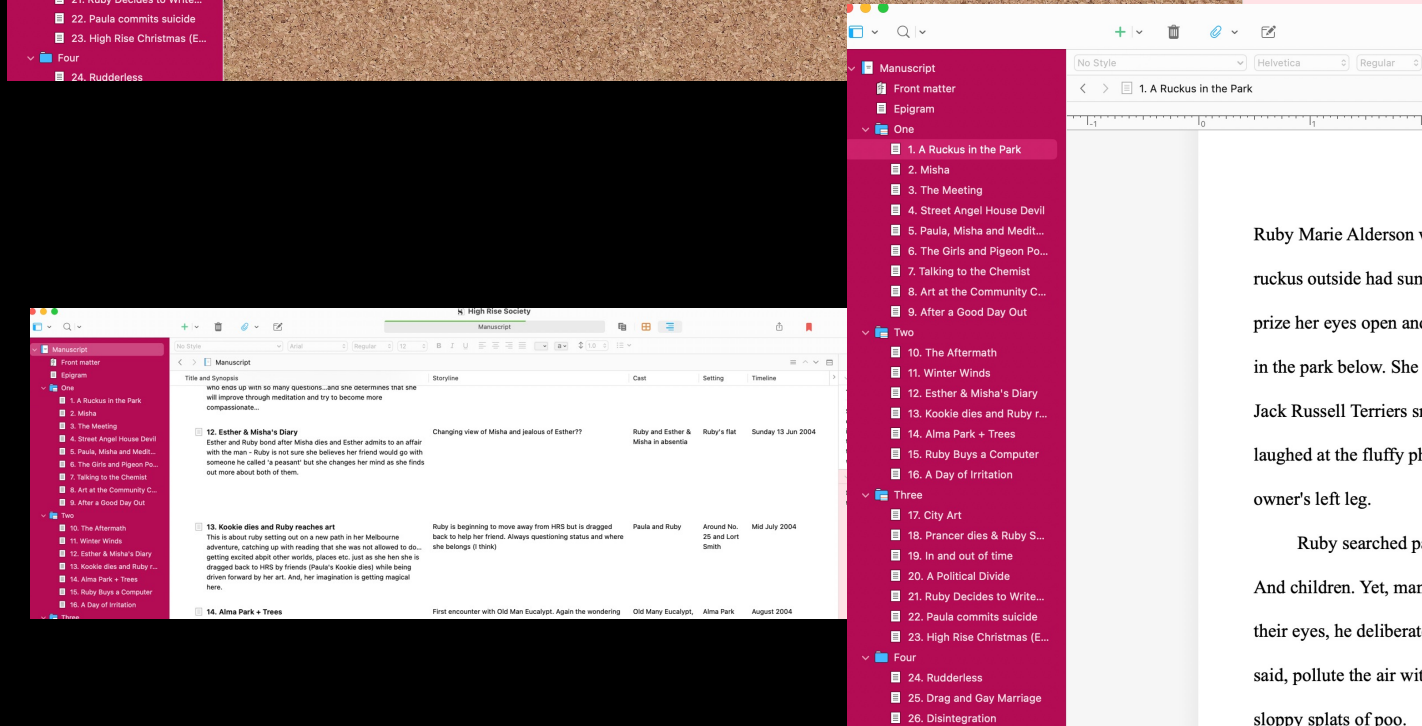 21. Ruby Decides to Write...
22. Paula commits suicide
23. High Rise Christmas (E...
Four
24. Rudderless
High Rise Society
Manuscript
No Style
Arial
Regular
12
B I U
a
1.0
Manuscript
Front matter
Epigram
One
1. A Ruckus in the Park
2. Misha
3. The Meeting
4. Street Angel House Devil
5. Paula, Misha and Medit...
6. The Girls and Pigeon Po...
7. Talking to the Chemist
8. Art at the Community C...
9. After a Good Day Out
Two
10. The Aftermath
11. Winter Winds
12. Esther & Misha's Diary
13. Kookie dies and Ruby r...
14. Alma Park + Trees
15. Ruby Buys a Computer
16. A Day of Irritation
Three
Manuscript
Title and Synopsis Storyline Cast Setting Timeline
who ends up with so many questions...and she determines that she
will improve through meditation and try to become more
compassionate...
12. Esther & Misha's Diary
Esther and Ruby bond after Misha dies and Esther admits to an affair
with the man - Ruby is not sure she believes her friend would go with
someone he called 'a peasant' but she changes her mind as she finds
out more about both of them.
Changing view of Misha and jealous of Esther??
Ruby and Esther &
Misha in absentia
Ruby's flat
Sunday 13 Jun 2004
13. Kookie dies and Ruby reaches art
This is about ruby setting out on a new path in her Melbourne
adventure, catching up with reading that she was not allowed to do...
getting excited abpit other worlds, places etc. just as she hen she is
dragged back to HRS by friends (Paula's Kookie dies) while being
driven forward by her art. And, her imagination is getting magical
here.
Ruby is beginning to move away from HRS but is dragged
back to help her friend. Always questioning status and where
she belongs (I think)
Paula and Ruby
Around No.
25 and Lort
Smith
Mid July 2004
14. Alma Park + Trees
First encounter with Old Man Eucalypt. Again the wondering
Old Many Eucalypt,
Alma Park
August 2004
Manuscript
Front matter
Epigram
One
1. A Ruckus in the Park
2. Misha
3. The Meeting
4. Street Angel House Devil
5. Paula, Misha and Medit...
6. The Girls and Pigeon Po...
7. Talking to the Chemist
8. Art at the Community C...
9. After a Good Day Out
Two
10. The Aftermath
11. Winter Winds
12. Esther & Misha's Diary
13. Kookie dies and Ruby r...
14. Alma Park + Trees
15. Ruby Buys a Computer
16. A Day of Irritation
Three
17. City Art
18. Prancer dies & Ruby S...
19. In and out of time
20. A Political Divide
21. Ruby Decides to Write...
22. Paula commits suicide
23. High Rise Christmas (E...
Four
24. Rudderless
25. Drag and Gay Marriage
26. Disintegration
No Style
Helvetica
Regular
1. A Ruckus in the Park
-1 0 1
Ruby Marie Alderson
ruckus outside had
prize her eyes open
in the park below. She
Jack Russell Terriers
laughed at the fluffy
owner's left leg.
Ruby searched
And children. Yet,
their eyes, he
said, pollute the air
sloppy splats of poo.